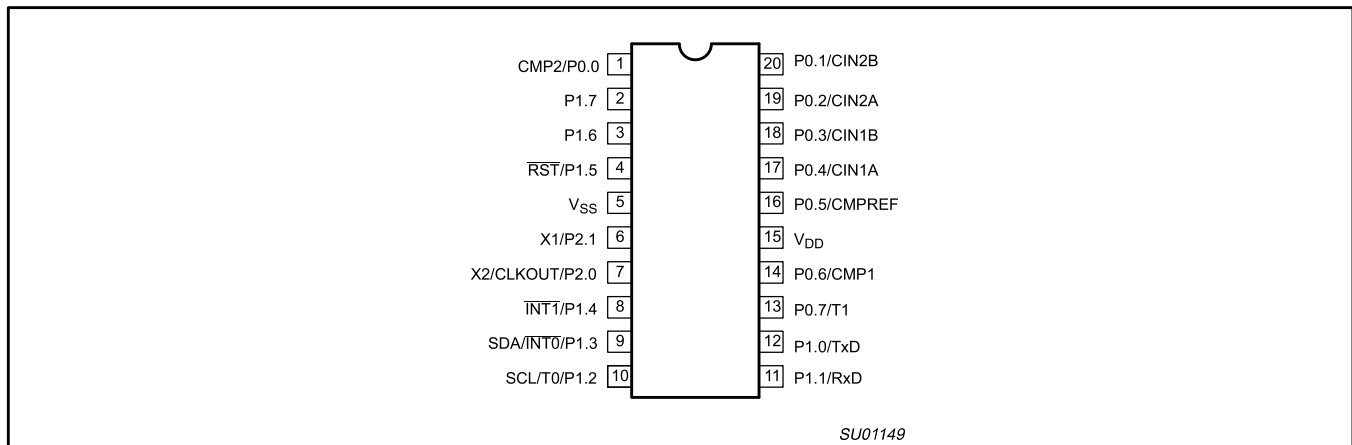 CMP2/P0.0 1 20 P0.1/CIN2B
P1.7 2 19 P0.2/CIN2A
P1.6 3 18 P0.3/CIN1B
R̅S̅T̅/P1.5 4 17 P0.4/CIN1A
VSS 5 16 P0.5/CMPREF
X1/P2.1 6 15 VDD
X2/CLKOUT/P2.0 7 14 P0.6/CMP1
I̅N̅T̅1̅/P1.4 8 13 P0.7/T1
SDA/I̅N̅T̅0̅/P1.3 9 12 P1.0/TxD
SCL/T0/P1.2 10 11 P1.1/RxD
SU01149